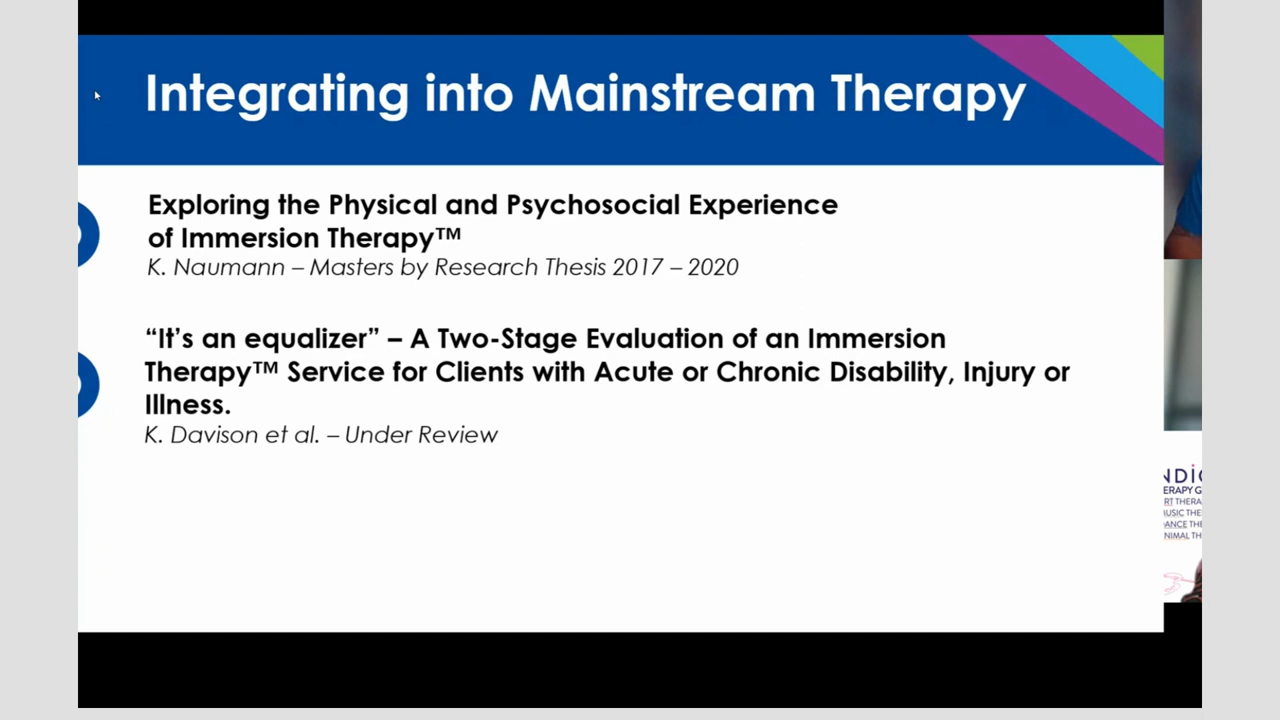 Integrating into Mainstream Therapy
Exploring the Physical and Psychosocial Experience
of Immersion Therapy™
K. Naumann – Masters by Research Thesis 2017 – 2020
“It’s an equalizer” – A Two-Stage Evaluation of an Immersion
Therapy™ Service for Clients with Acute or Chronic Disability, Injury or
Illness.
K. Davison et al. – Under Review